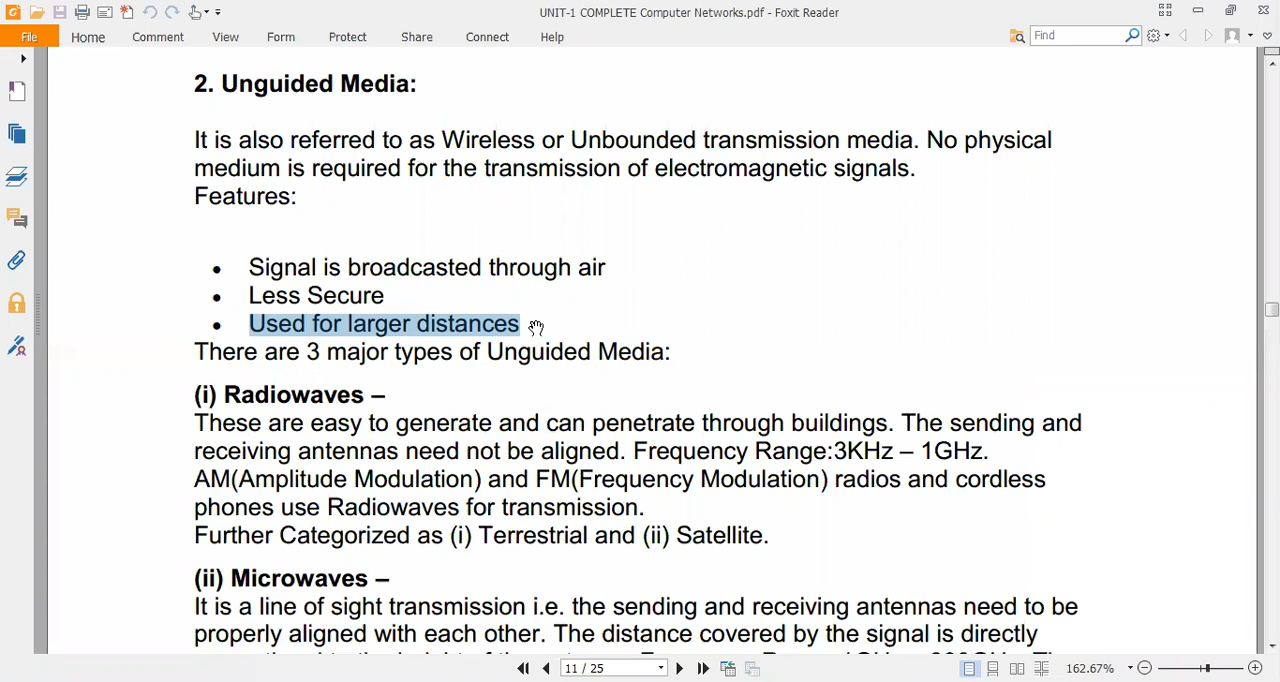 UNIT-1 COMPLETE Computer Networks.pdf - Foxit Reader
File Home Comment View Form Protect Share Connect Help Find
2. Unguided Media:
It is also referred to as Wireless or Unbounded transmission media. No physical
medium is required for the transmission of electromagnetic signals.
Features:
• Signal is broadcasted through air
• Less Secure
• Used for larger distances
There are 3 major types of Unguided Media:
(i) Radiowaves –
These are easy to generate and can penetrate through buildings. The sending and
receiving antennas need not be aligned. Frequency Range:3KHz – 1GHz.
AM(Amplitude Modulation) and FM(Frequency Modulation) radios and cordless
phones use Radiowaves for transmission.
Further Categorized as (i) Terrestrial and (ii) Satellite.
(ii) Microwaves –
It is a line of sight transmission i.e. the sending and receiving antennas need to be
properly aligned with each other. The distance covered by the signal is directly
11 / 25 162.67%